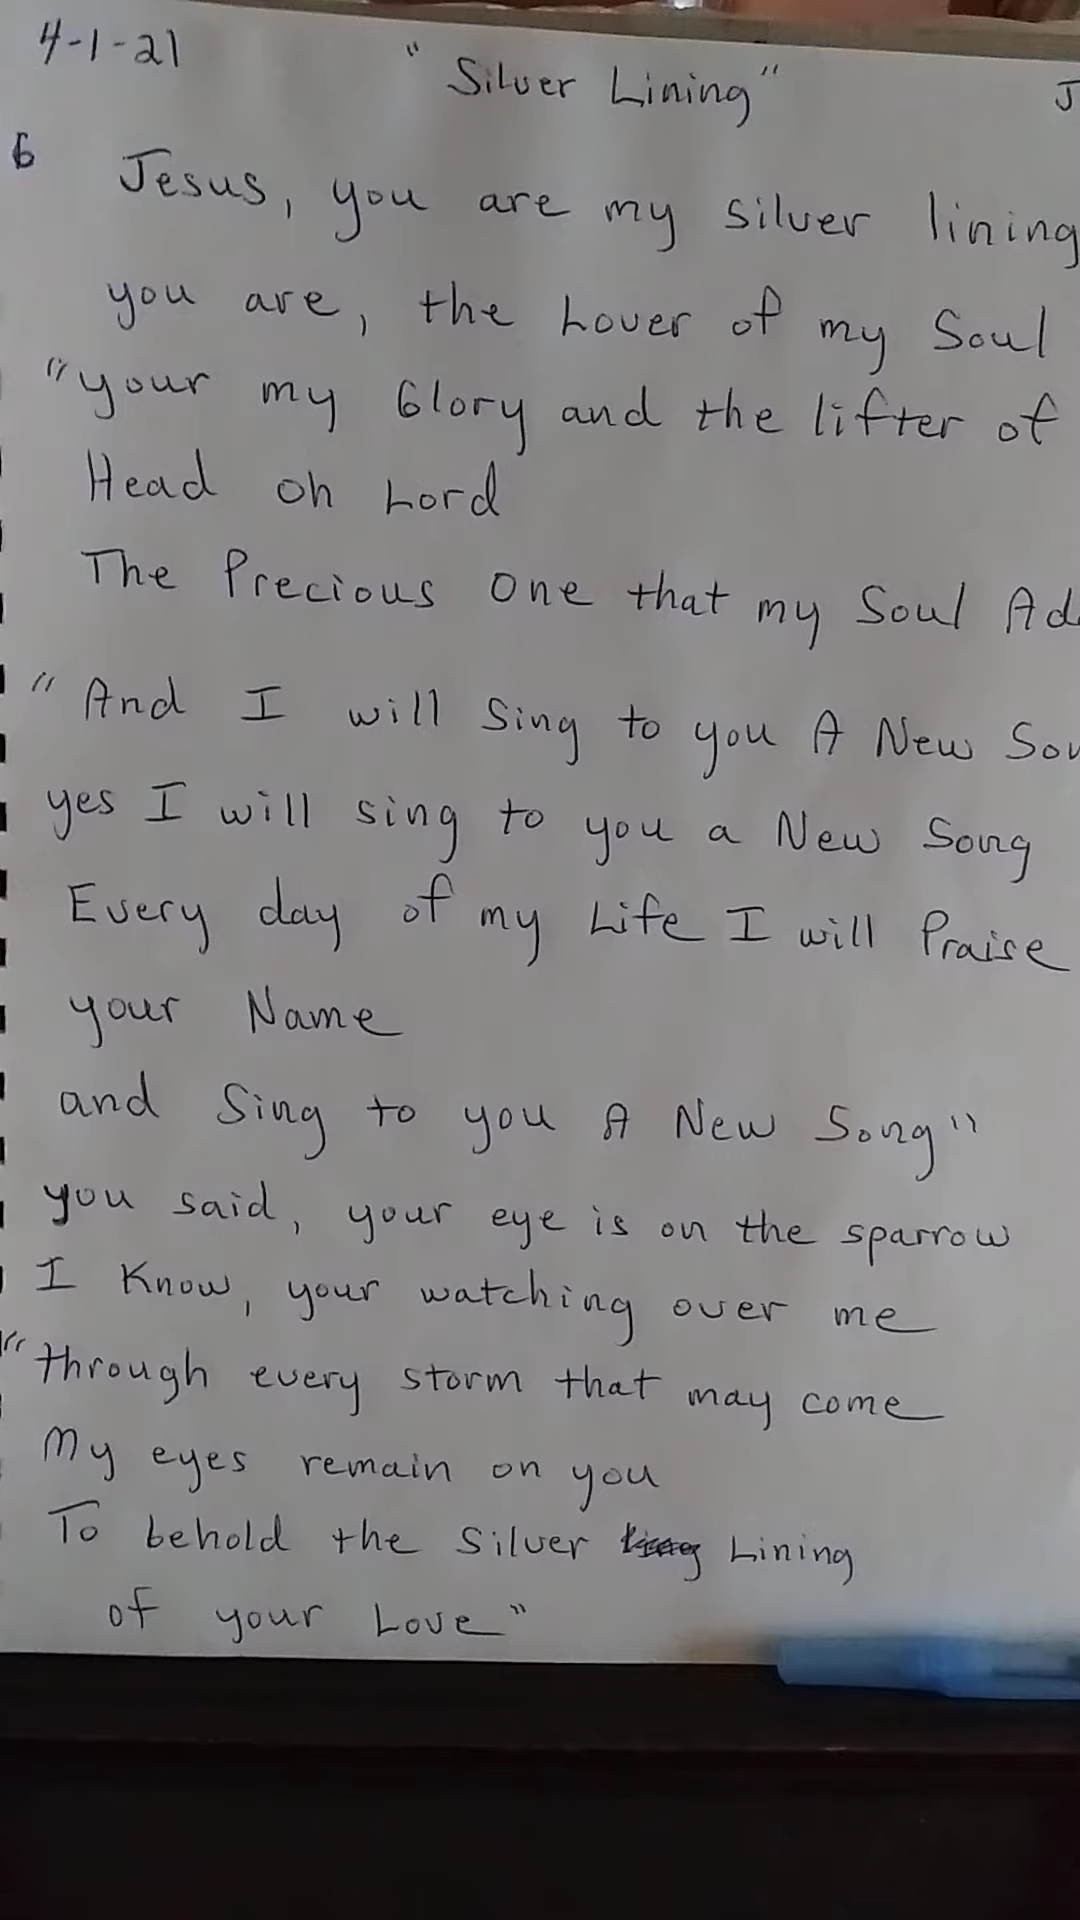 4-1-21 "Silver Lining" J
6 Jesus, you are my silver lining
you are, the Lover of my Soul
"your my Glory and the lifter of
Head oh Lord
The Precious One that my Soul
"And I will Sing to you A New
yes I will sing to you a New Song
Every day of my Life I will Praise
your Name
and Sing to you A New Song"
you said, your eye is on the sparrow
I Know, your watching over me
"through every storm that may come
My eyes remain on you
To behold the Silver Lining
of your Love"